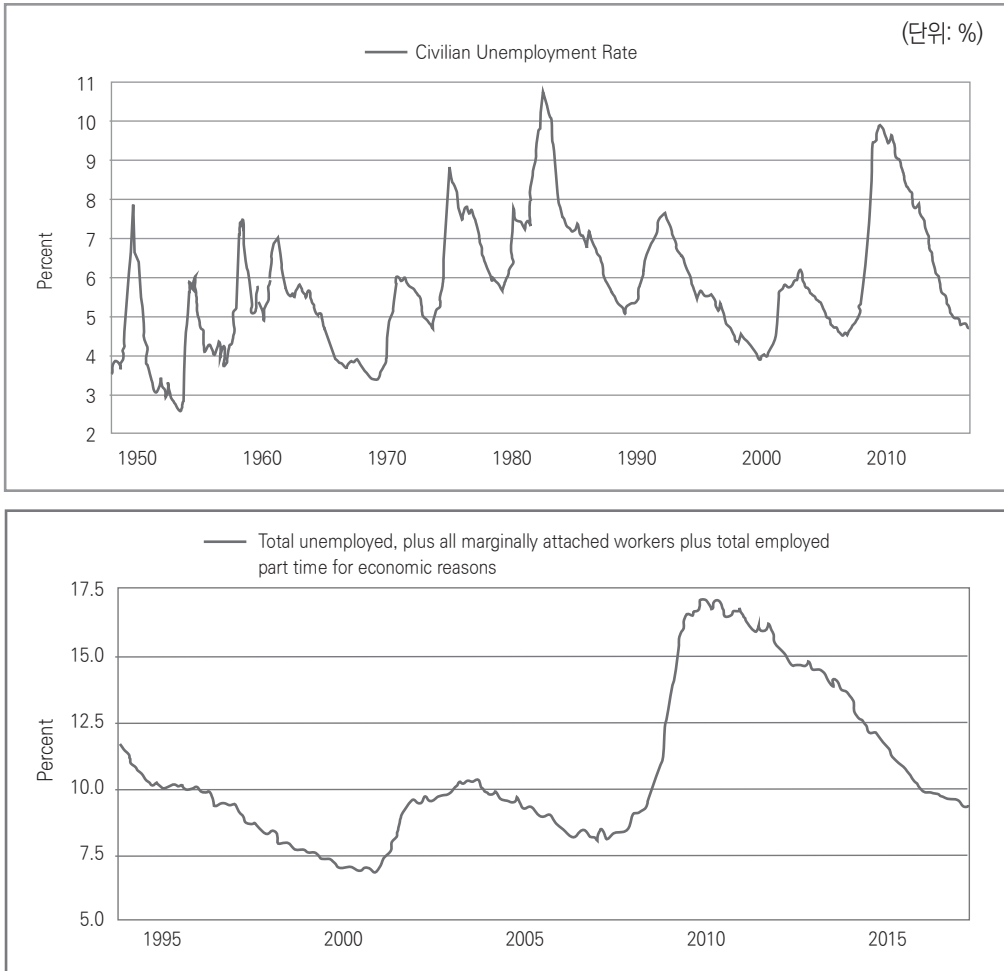 (단위: %)
Civilian Unemployment Rate
Percent
11
10
9
8
7
6
5
4
3
2
1950 1960 1970 1980 1990 2000 2010
Total unemployed, plus all marginally attached workers plus total employed
part time for economic reasons
Percent
17.5
15.0
12.5
10.0
7.5
5.0
1995 2000 2005 2010 2015